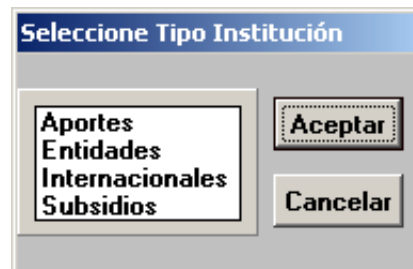 Seleccione Tipo Institución
Aportes
Entidades
Internacionales
Subsidios
Aceptar
Cancelar